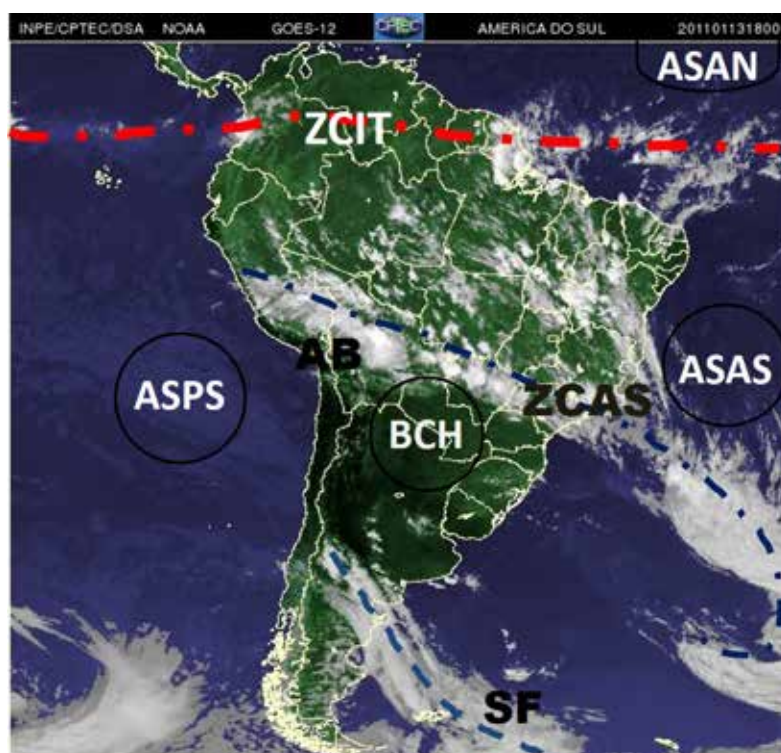 INPE/CPTEC/DSA NOAA GOES-12 CPTEC AMERICA DO SUL 201101131800
ASAN
ZCIT
AB
ASPS
ZCAS
ASAS
BCH
SF